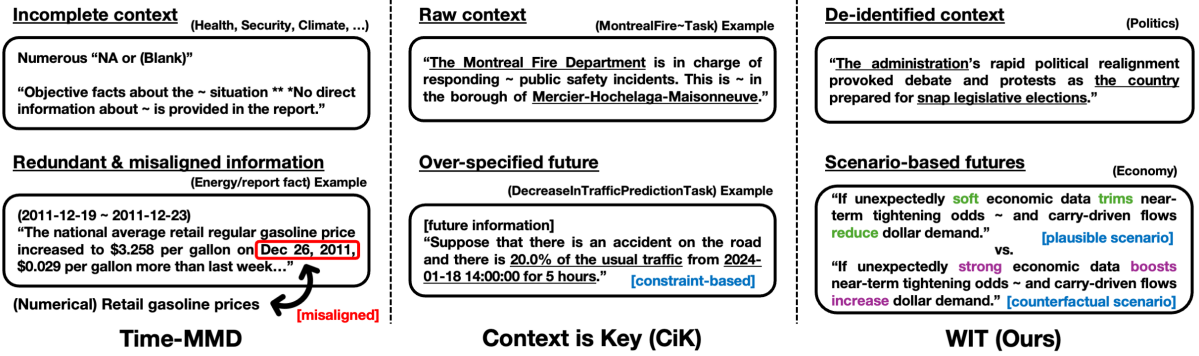 Incomplete context
(Health, Security, Climate, …)
Numerous “NA or (Blank)”
“Objective facts about the ~ situation ** *No direct
information about ~ is provided in the report.”
Redundant & misaligned information
(Energy/report fact) Example
(2011-12-19 ~ 2011-12-23)
“The national average retail regular gasoline price
increased to $3.258 per gallon on Dec 26, 2011,
$0.029 per gallon more than last week…”
(Numerical) Retail gasoline prices
[misaligned]
Time-MMD
Raw context
(MontrealFire~Task) Example
“The Montreal Fire Department is in charge of
responding ~ public safety incidents. This is ~ in
the borough of Mercier-Hochelaga-Maisonneuve.”
Over-specified future
(DecreaseInTrafficPredictionTask) Example
[future information]
“Suppose that there is an accident on the road
and there is 20.0% of the usual traffic from 2024-
01-18 14:00:00 for 5 hours.”
[constraint-based]
Context is Key (CiK)
De-identified context
(Politics)
“The administration’s rapid political realignment
provoked debate and protests as the country
prepared for snap legislative elections.”
Scenario-based futures
(Economy)
“If unexpectedly soft economic data trims near-
term tightening odds ~ and carry-driven flows
reduce dollar demand.”
[plausible scenario]
vs.
“If unexpectedly strong economic data boosts
near-term tightening odds ~ and carry-driven flows
increase dollar demand.” [counterfactual scenario]
WIT (Ours)